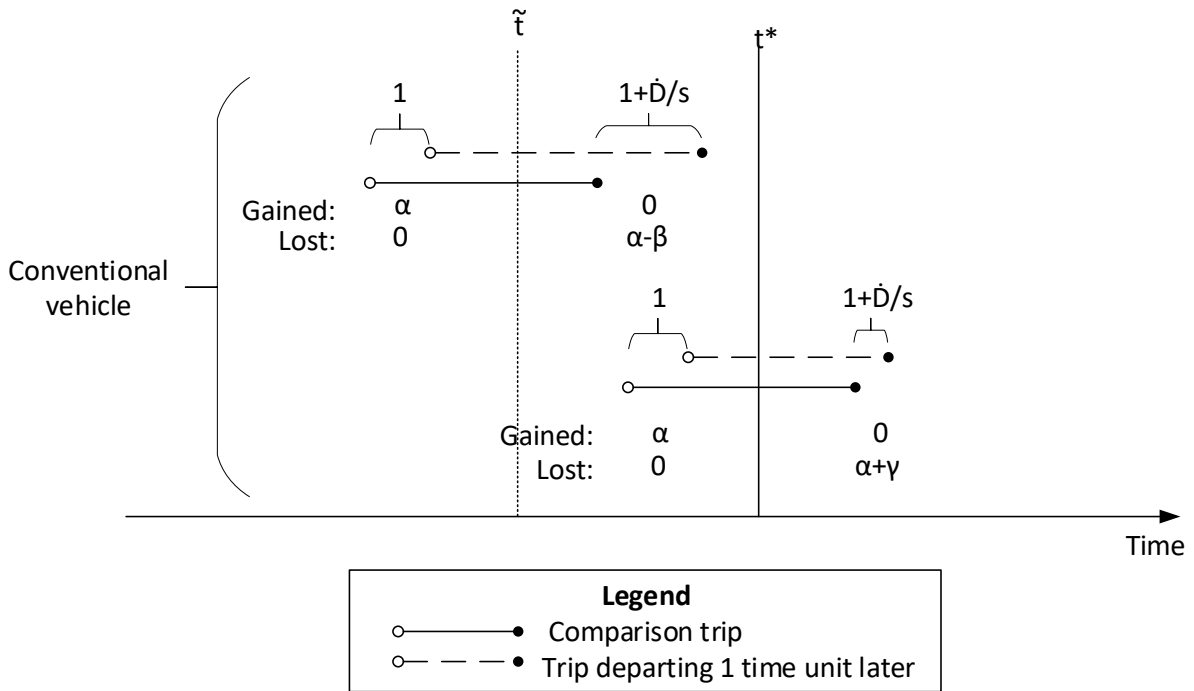 t̃
t*
1
1+Ḋ/s
Gained: α 0
Lost: 0 α-β
Conventional
vehicle
1
1+Ḋ/s
Gained: α 0
Lost: 0 α+γ
Time
Legend
Comparison trip
Trip departing 1 time unit later